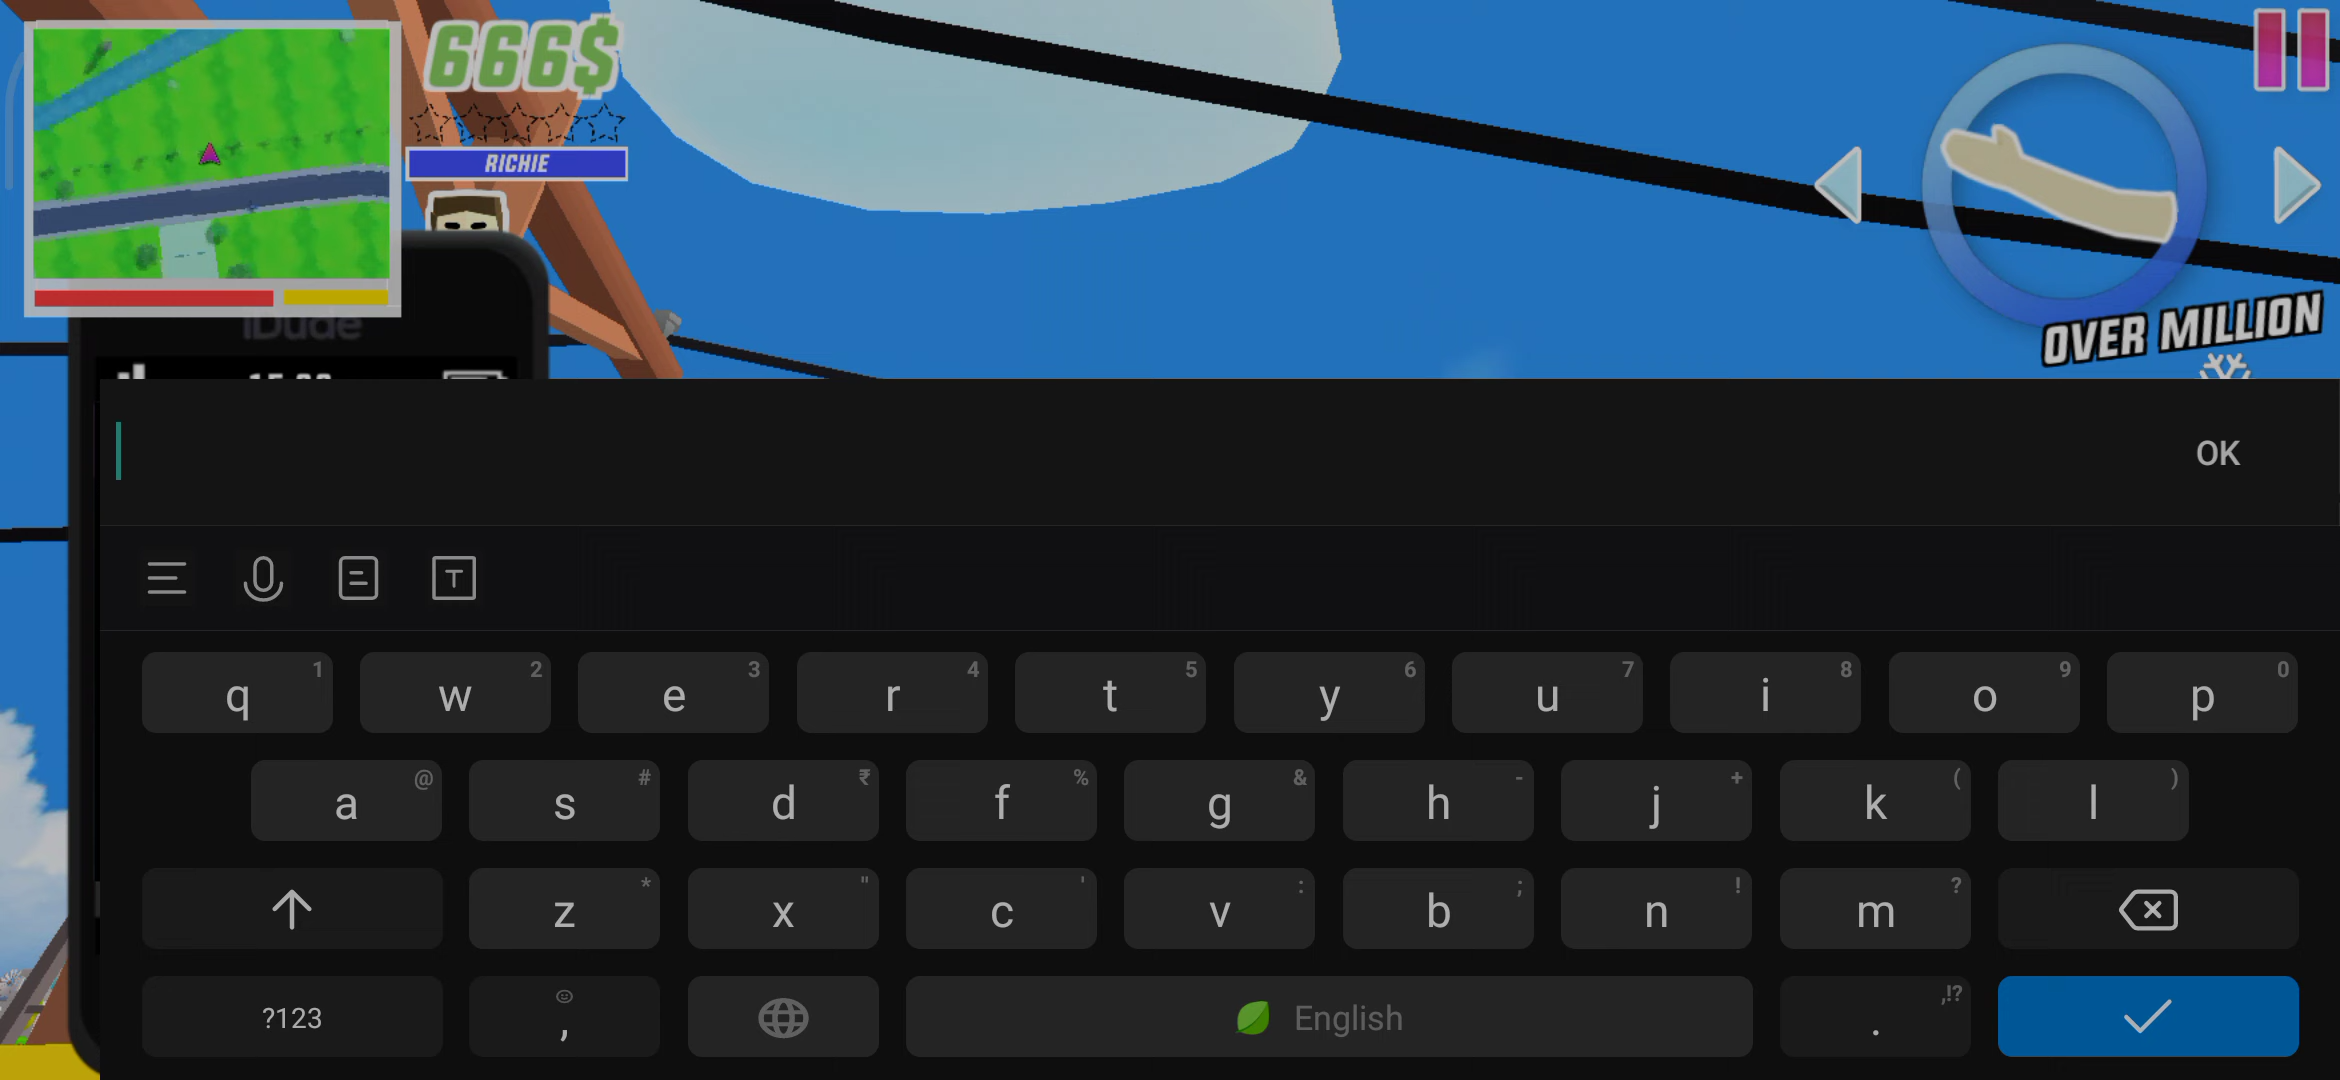 666$
RICHIE
iDude
OVER MILLION
OK
T
q 1 w 2 e 3 r 4 t 5 y 6 u 7 i 8 o 9 p 0
a @ s # d ₹ f % g & h - j + k ( l )
z * x " c ' v : b ; n ! m ?
?123 , English . ,!?